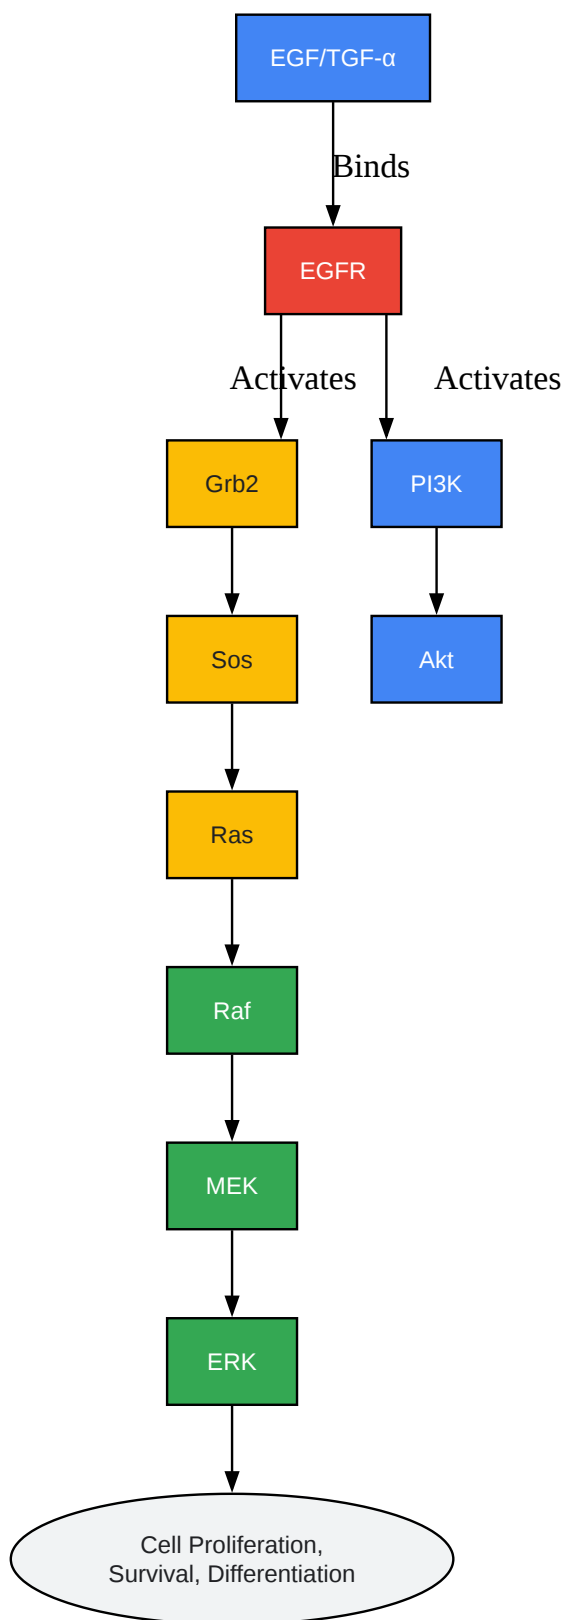 EGF/TGF-α
Binds
EGFR
Activates
Activates
Grb2
PI3K
Sos
Akt
Ras
Raf
MEK
ERK
Cell Proliferation,
Survival, Differentiation